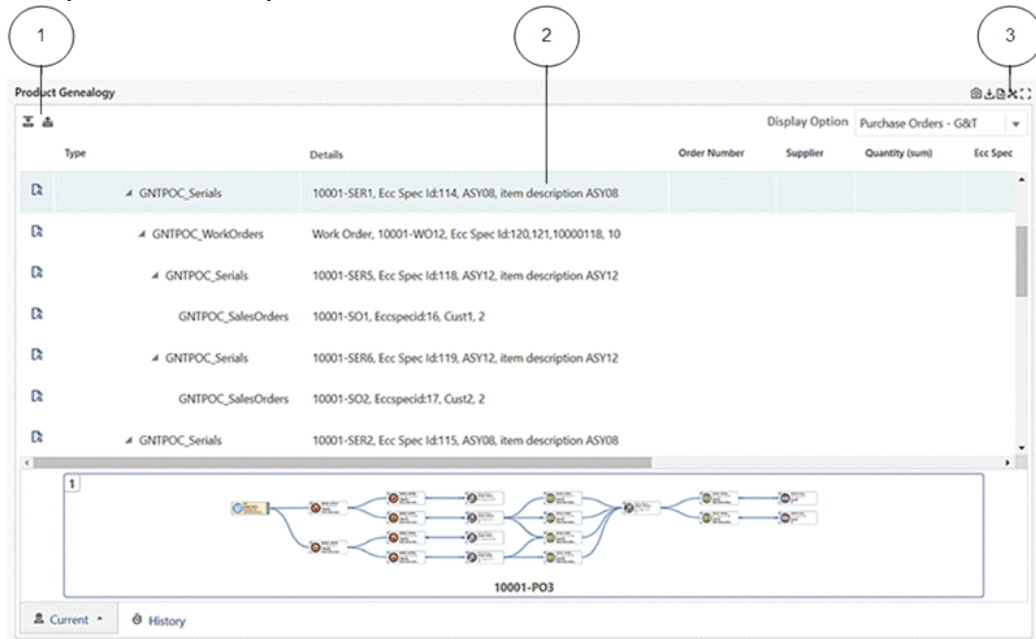 1
2
3
Product Genealogy
Display Option Purchase Orders - G&T
Type Details Order Number Supplier Quantity (sum) Ecc Spec
GNTPOC_Serials 10001-SER1, Ecc Spec Id:114, ASY08, item description ASY08
GNTPOC_WorkOrders Work Order, 10001-WO12, Ecc Spec Id:120,121,10000118, 10
GNTPOC_Serials 10001-SER5, Ecc Spec Id:118, ASY12, item description ASY12
GNTPOC_SalesOrders 10001-SO1, Eccspecid:16, Cust1, 2
GNTPOC_Serials 10001-SER6, Ecc Spec Id:119, ASY12, item description ASY12
GNTPOC_SalesOrders 10001-SO2, Eccspecid:17, Cust2, 2
GNTPOC_Serials 10001-SER2, Ecc Spec Id:115, ASY08, item description ASY08
1
10001-PO3
Current History